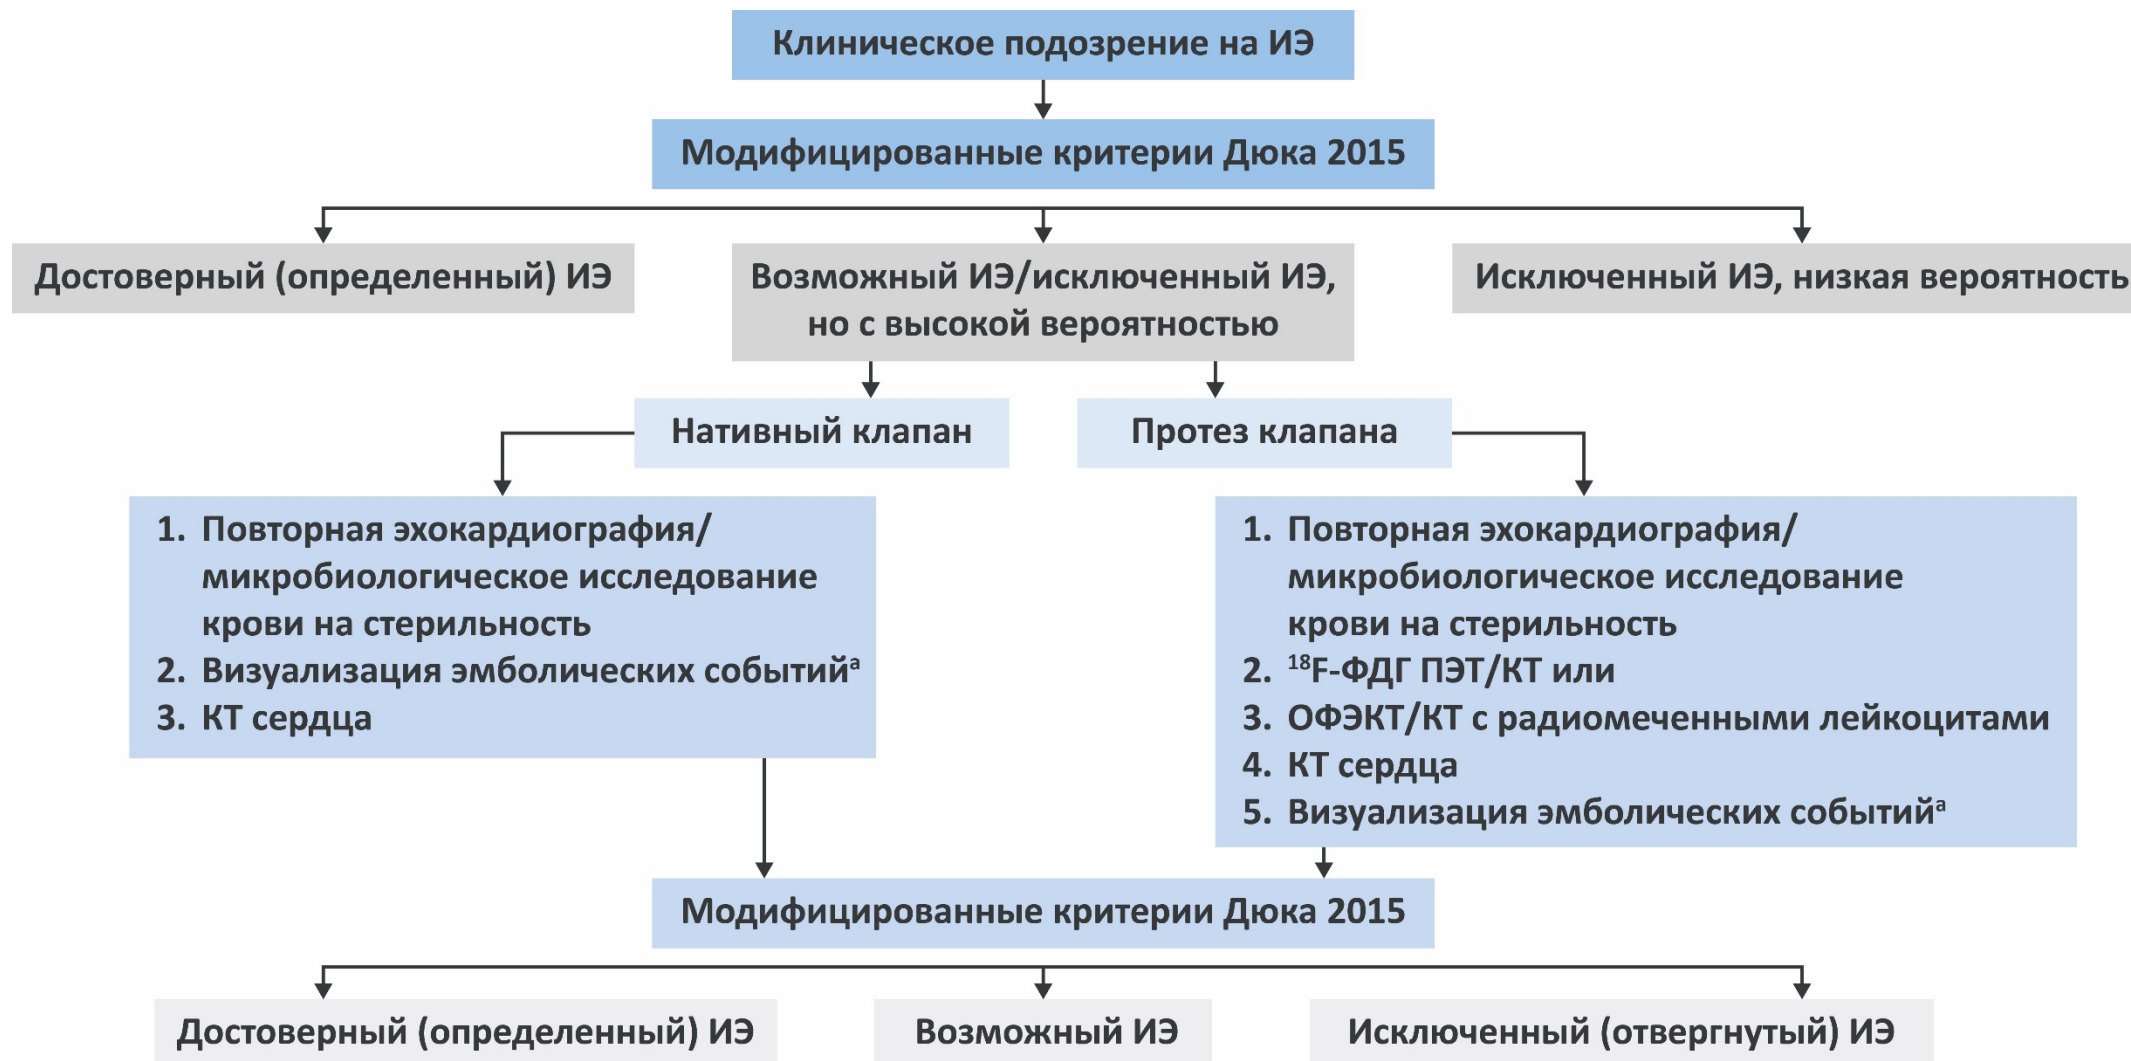 Клиническое подозрение на ИЭ
Модифицированные критерии Дюка 2015
Достоверный (определенный) ИЭ
Возможный ИЭ/исключенный ИЭ,
но с высокой вероятностью
Исключенный ИЭ, низкая вероятность
Нативный клапан
Протез клапана
1. Повторная эхокардиография/
микробиологическое исследование
крови на стерильность
2. Визуализация эмболических событийᵃ
3. КТ сердца
1. Повторная эхокардиография/
микробиологическое исследование
крови на стерильность
2. ¹⁸F-ФДГ ПЭТ/КТ или
3. ОФЭКТ/КТ с радиомеченными лейкоцитами
4. КТ сердца
5. Визуализация эмболических событийᵃ
Модифицированные критерии Дюка 2015
Достоверный (определенный) ИЭ
Возможный ИЭ
Исключенный (отвергнутый) ИЭ